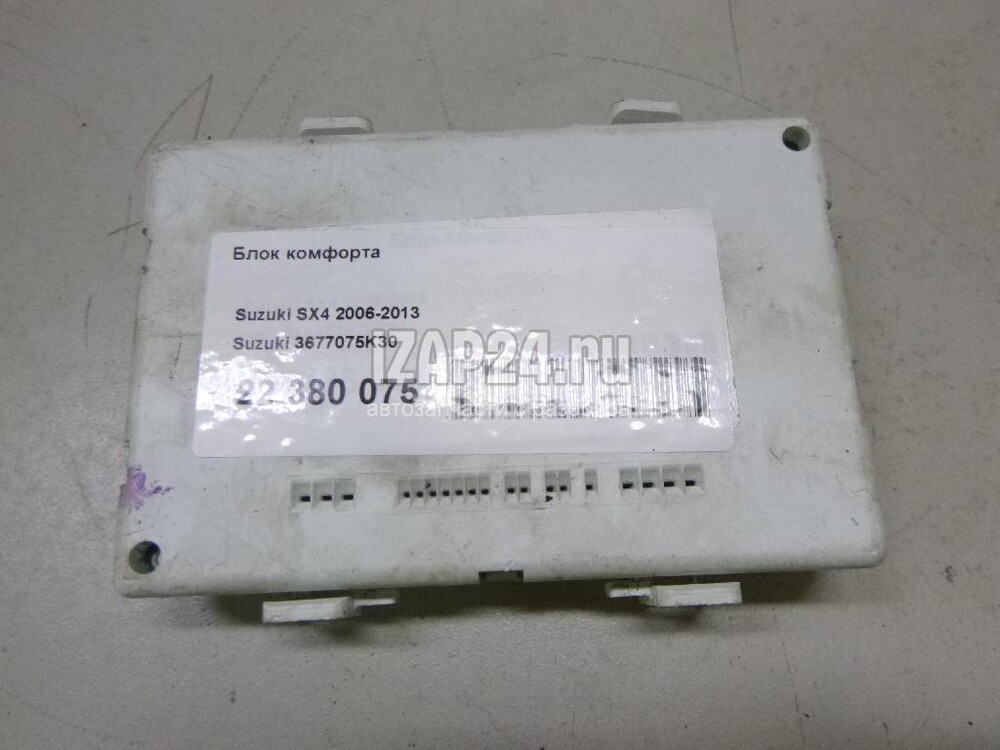 Блок комфорта
Suzuki SX4 2006-2013
Suzuki 3677075K30
IZAP24.ru
22 380 075